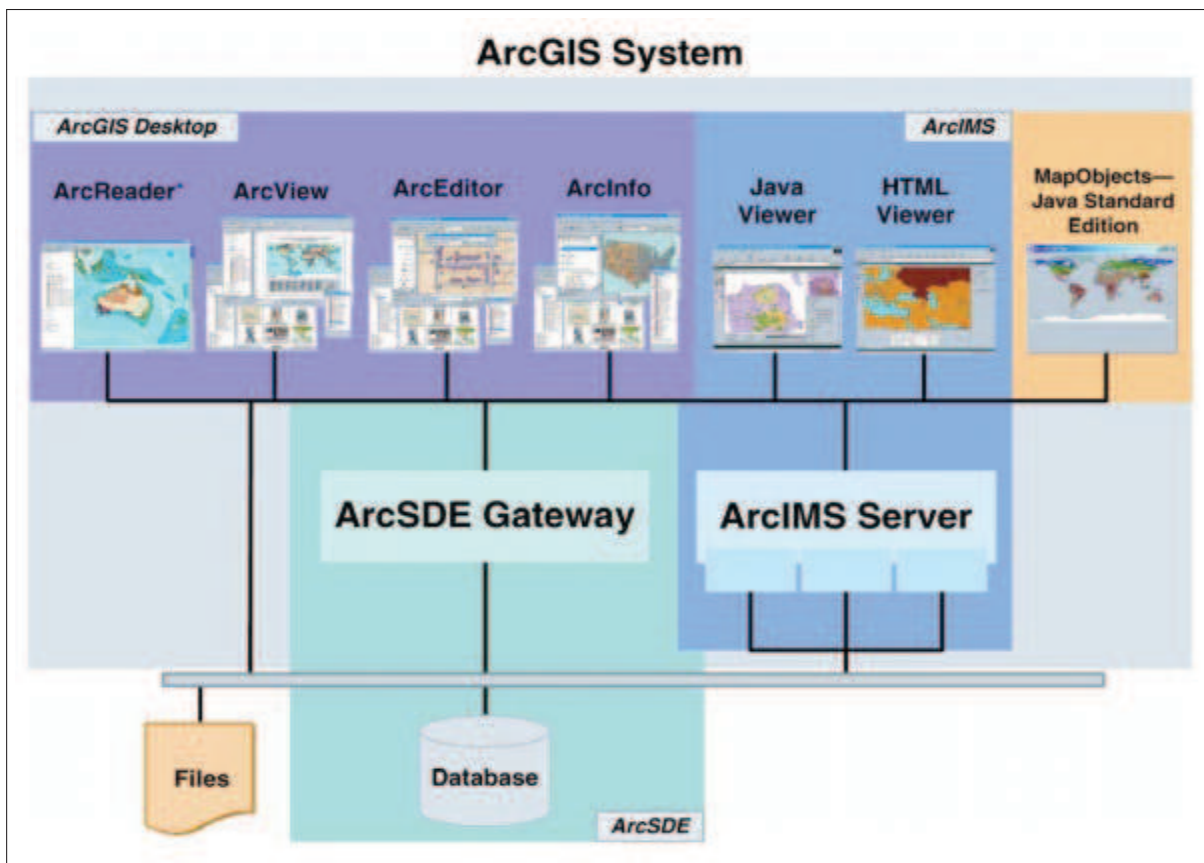 ArcGIS System
ArcGIS Desktop
ArcIMS
ArcReader*
ArcView
ArcEditor
ArcInfo
Java
Viewer
HTML
Viewer
MapObjects—
Java Standard
Edition
ArcSDE Gateway
ArcIMS Server
Files
Database
ArcSDE